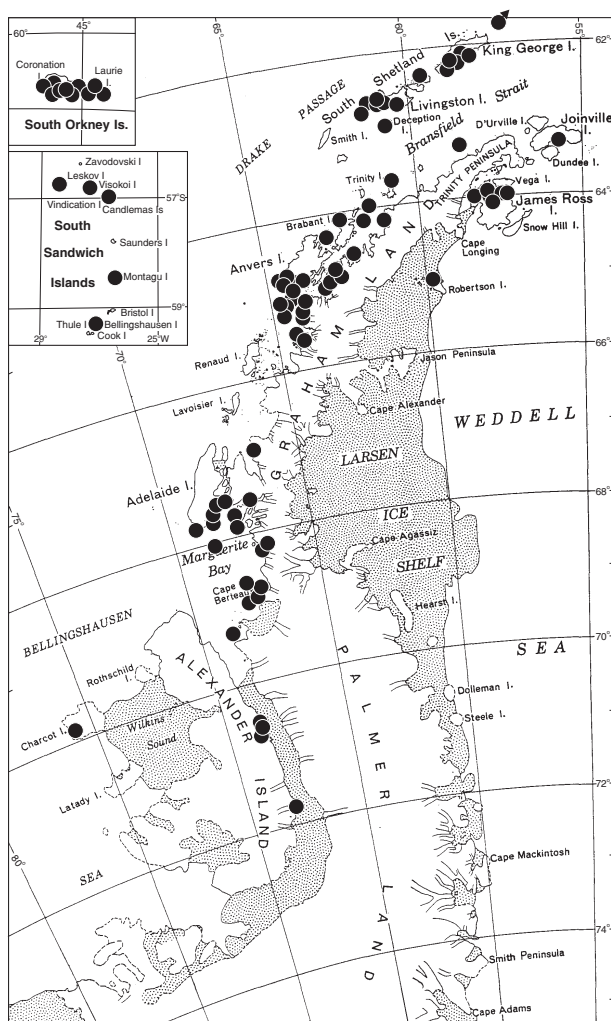 60°
45°
Coronation
I.
Laurie
I.
South Orkney Is.
Zavodovski I
Leskov I
Visokoi I
57°S
Vindication I
Candlemas Is
South
Sandwich
Islands
Saunders I
Montagu I
Bristol I
59°
Thule I
Bellingshausen I
Cook I
29°
25°W
65°
60°
55°
62°
DRAKE PASSAGE
South Shetland Is.
King George I.
Livingston I.
Deception
I.
Smith I.
Bransfield Strait
D'Urville I.
Joinville
I.
Dundee I.
TRINITY PENINSULA
Trinity I.
Vega I.
64°
James Ross
I.
Snow Hill I.
Brabant I.
Cape
Longing
Anvers I.
Robertson I.
GRAHAM LAND
Renaud I.
66°
Jason Peninsula
70°
Lavoisier I.
Cape Alexander
WEDDELL
LARSEN
Adelaide I.
68°
ICE
75°
Marguerite
Bay
Cape Agassiz
SHELF
Cape
Berteau
Hearst I.
BELLINGSHAUSEN
70°
SEA
ALEXANDER
ISLAND
PALMER
LAND
Rothschild
I.
Dolleman I.
Steele I.
Charcot I.
Wilkins
Sound
72°
Latady I.
80°
SEA
Cape Mackintosh
74°
Smith Peninsula
Cape Adams